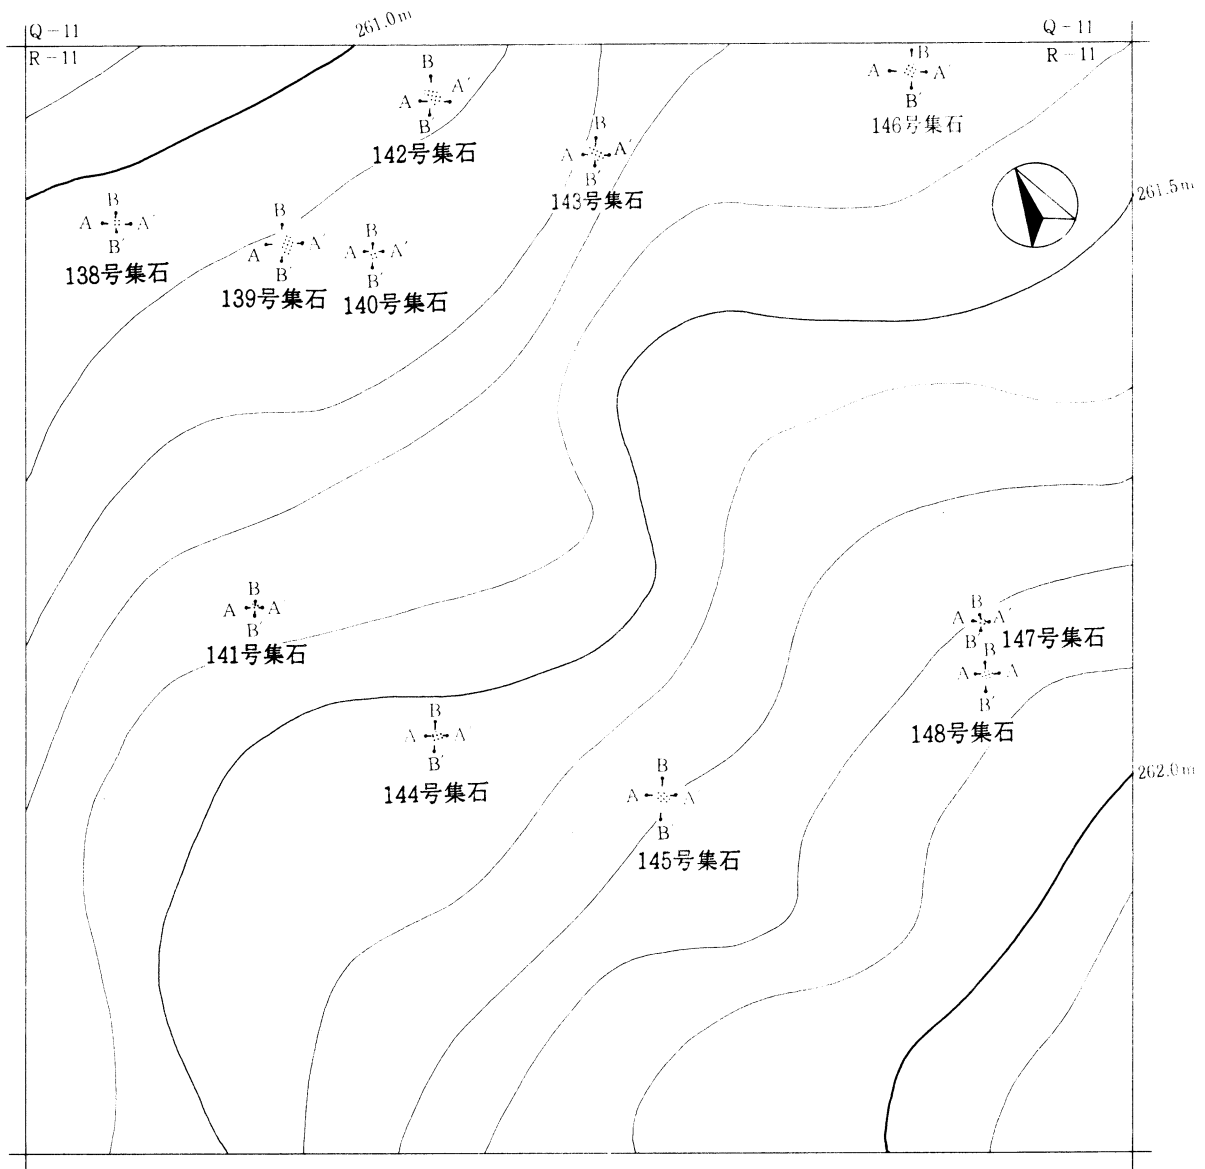 Q-11
R-11
261.0m
Q-11
R-11
B
A A′
B′
142号集石
B
A A′
B′
146号集石
B
A A′
B′
143号集石
261.5m
B
A A′
B′
138号集石
B
A A′
B′
139号集石
B
A A′
B′
140号集石
B
A A′
B′
141号集石
B
A A′
B′
147号集石
B
A A
B′
148号集石
B
A A′
B′
144号集石
262.0m
B
A A′
B′
145号集石